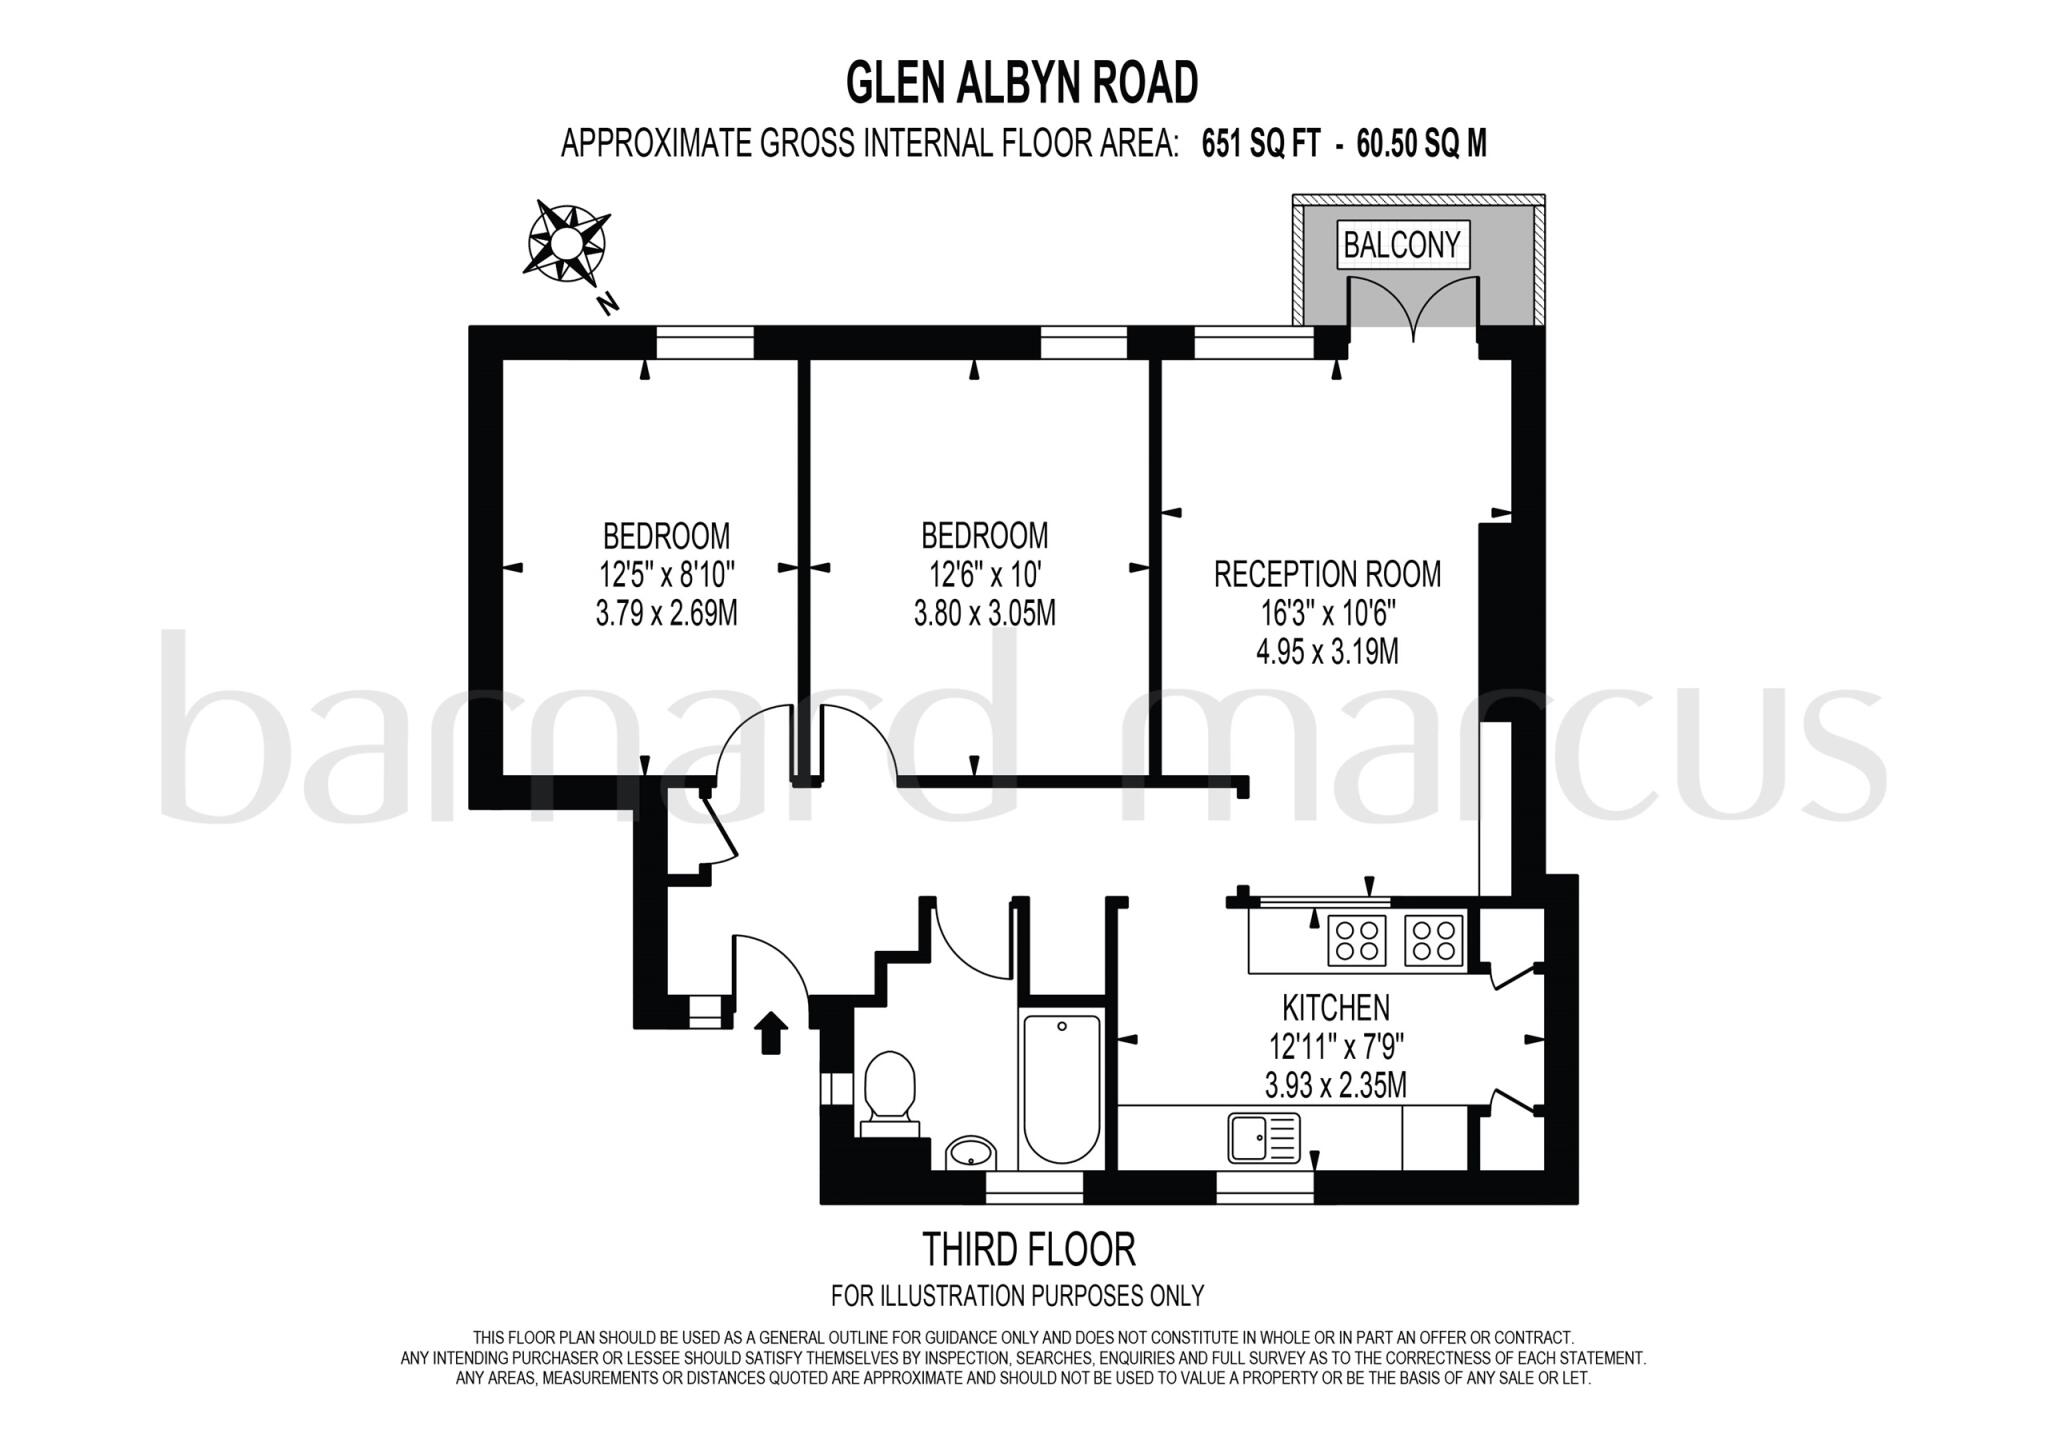 GLEN ALBYN ROAD
APPROXIMATE GROSS INTERNAL FLOOR AREA: 651 SQ FT - 60.50 SQ M
BALCONY
N
BEDROOM
12'5" x 8'10"
3.79 x 2.69M
BEDROOM
12'6" x 10'
3.80 x 3.05M
RECEPTION ROOM
16'3" x 10'6"
4.95 x 3.19M
barnard marcus
KITCHEN
12'11" x 7'9"
3.93 x 2.35M
THIRD FLOOR
FOR ILLUSTRATION PURPOSES ONLY
THIS FLOOR PLAN SHOULD BE USED AS A GENERAL OUTLINE FOR GUIDANCE ONLY AND DOES NOT CONSTITUTE IN WHOLE OR IN PART AN OFFER OR CONTRACT.
ANY INTENDING PURCHASER OR LESSEE SHOULD SATISFY THEMSELVES BY INSPECTION, SEARCHES, ENQUIRIES AND FULL SURVEY AS TO THE CORRECTNESS OF EACH STATEMENT.
ANY AREAS, MEASUREMENTS OR DISTANCES QUOTED ARE APPROXIMATE AND SHOULD NOT BE USED TO VALUE A PROPERTY OR BE THE BASIS OF ANY SALE OR LET.